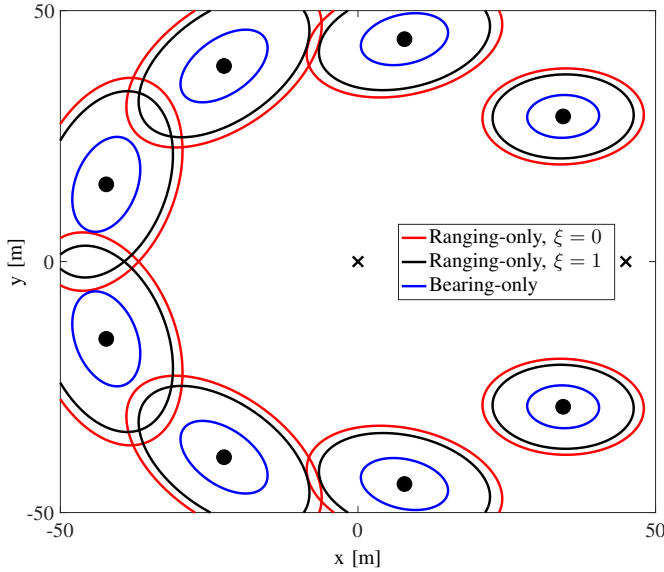 50
y [m]
0
-50
Ranging-only, ξ = 0
Ranging-only, ξ = 1
Bearing-only
-50
0
50
x [m]